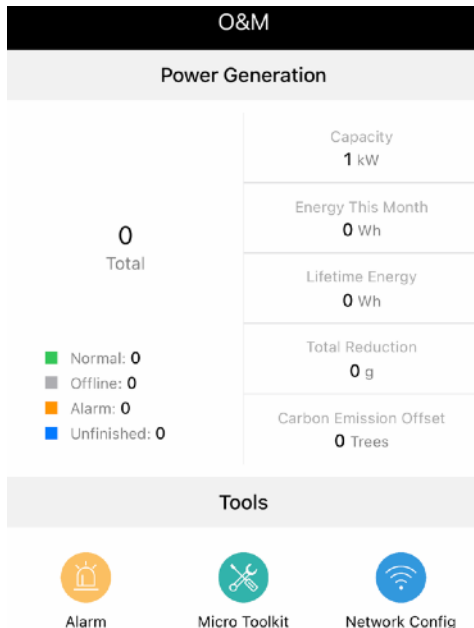 O&M
Power Generation
0
Total
Normal: 0
Offline: 0
Alarm: 0
Unfinished: 0
Capacity
1 kW
Energy This Month
0 Wh
Lifetime Energy
0 Wh
Total Reduction
0 g
Carbon Emission Offset
0 Trees
Tools
Alarm
Micro Toolkit
Network Config